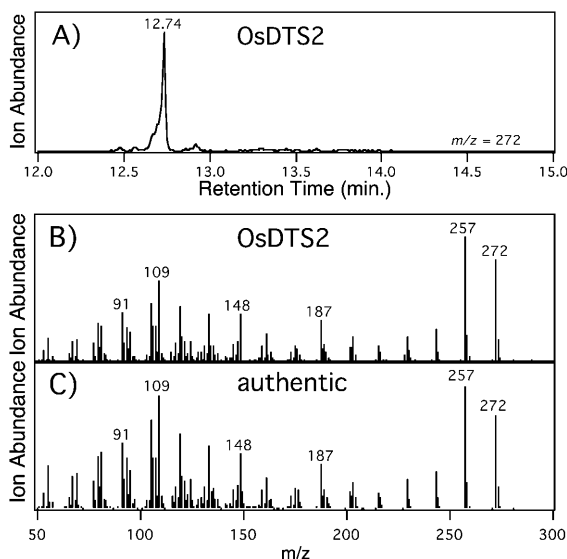 A) OsDTS2
12.74
Ion Abundance
m/z = 272
12.0 12.5 13.0 13.5 14.0 14.5 15.0
Retention Time (min.)
B) OsDTS2
Ion Abundance
91 109 148 187 257 272
C) authentic
Ion Abundance
91 109 148 187 257 272
50 100 150 200 250 300
m/z